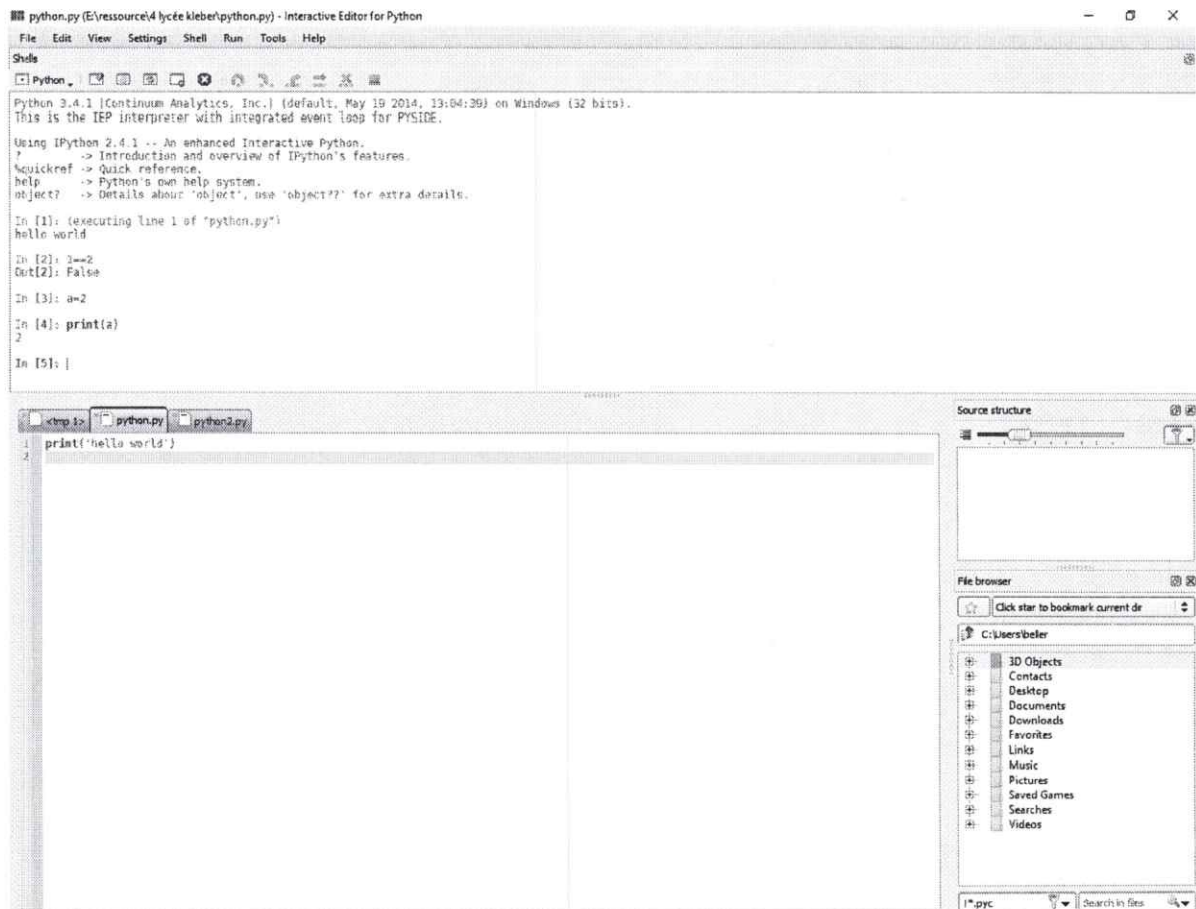 python.py (E:\ressource\4 lycée kleber\python.py) - Interactive Editor for Python
File Edit View Settings Shell Run Tools Help
Shells
Python
Python 3.4.1 |Continuum Analytics, Inc.| (default, May 19 2014, 13:04:39) on Windows (32 bits).
This is the IEP interpreter with integrated event loop for PYSIDE.
Using IPython 2.4.1 -- An enhanced Interactive Python.
? -> Introduction and overview of IPython's features.
%quickref -> Quick reference.
help -> Python's own help system.
object? -> Details about 'object', use 'object??' for extra details.
In [1]: (executing line 1 of "python.py")
hello world
In [2]: 1==2
Out[2]: False
In [3]: a=2
In [4]: print(a)
2
In [5]:
<tmp 1> python.py python2.py
1 print('hello world')
2
Source structure
File browser
Click star to bookmark current dir
C:\Users\beller
3D Objects
Contacts
Desktop
Documents
Downloads
Favorites
Links
Music
Pictures
Saved Games
Searches
Videos
!*.pyc Search in files